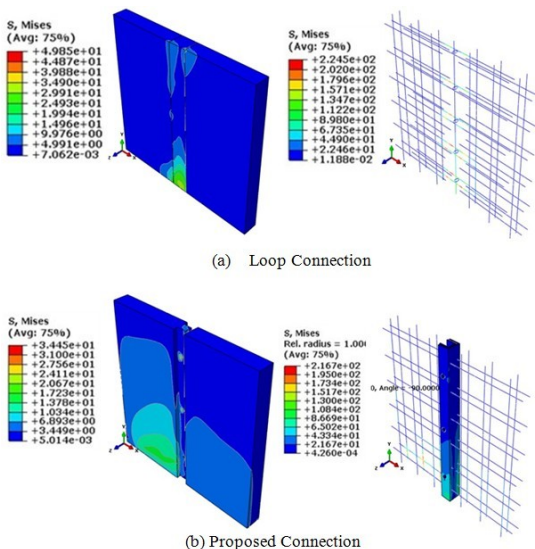 S, Mises
(Avg: 75%)
+4.985e+01
+4.487e+01
+3.988e+01
+3.490e+01
+2.991e+01
+2.493e+01
+1.994e+01
+1.496e+01
+9.976e+00
+4.991e+00
+7.062e-03
Y
Z
X
S, Mises
(Avg: 75%)
+2.245e+02
+2.020e+02
+1.796e+02
+1.571e+02
+1.347e+02
+1.122e+02
+8.980e+01
+6.735e+01
+4.490e+01
+2.246e+01
+1.188e-02
Y
Z
X
(a) Loop Connection
S, Mises
(Avg: 75%)
+3.445e+01
+3.100e+01
+2.756e+01
+2.411e+01
+2.067e+01
+1.723e+01
+1.378e+01
+1.034e+01
+6.893e+00
+3.449e+00
+5.014e-03
Y
Z
X
S, Mises
Rel. radius = 1.00
(Avg: 75%)
+2.167e+02
+1.950e+02
+1.734e+02
+1.517e+02
+1.300e+02
+1.084e+02
+8.669e+01
+6.502e+01
+4.334e+01
+2.167e+01
+4.260e-04
0, Angle = -90.0000
Y
Z
X
(b) Proposed Connection